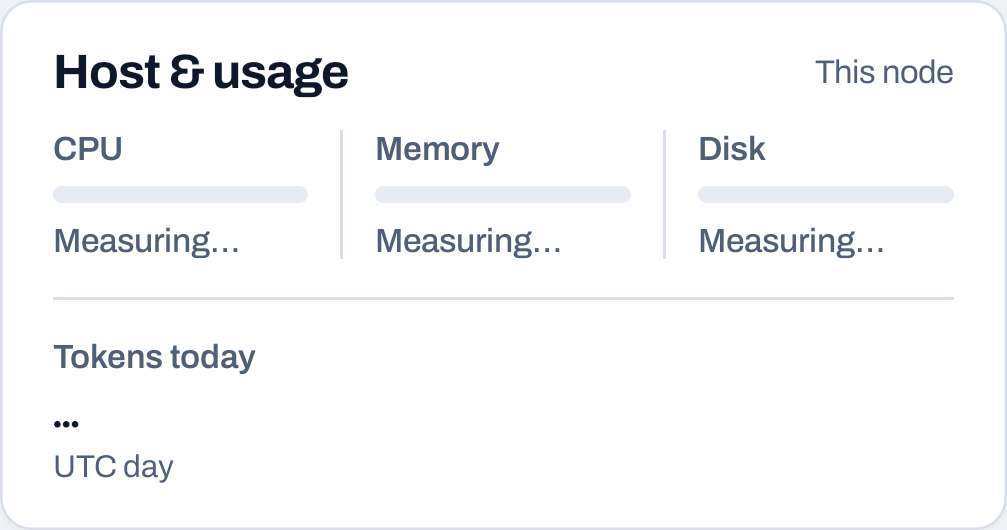 Host & usage
This node
CPU
Memory
Disk
Measuring…
Measuring…
Measuring…
Tokens today
…
UTC day